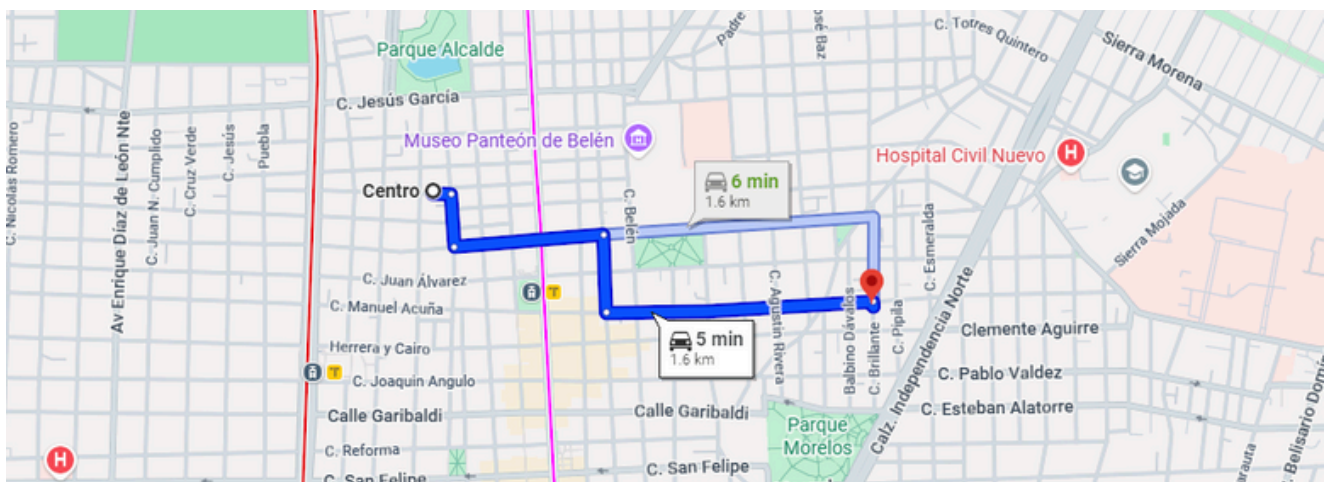 C. Torres Quintero
Sierra Morena
Padre
José Baz
Parque Alcalde
C. Jesús García
Museo Panteón de Belén
Hospital Civil Nuevo
H
C. Nicolas Romero
Av Enrique Díaz de León Nte
C. Juan N. Cumplido
C. Cruz Verde
C. Jesús
Puebla
Centro
6 min
1.6 km
C. Belén
C. Esmeralda
Sierra Mojada
C. Juan Álvarez
C. Manuel Acuña
T
C. Agustín Rivera
Balbino Dávalos
C. Brillante
C. Pipila
Calz. Independencia Norte
Clemente Aguirre
5 min
1.6 km
Herrera y Cairo
T
C. Joaquin Angulo
C. Pablo Valdez
Calle Garibaldi
Calle Garibaldi
C. Esteban Alatorre
Parque
Morelos
C. Reforma
C. San Felipe
C. San Felipe
H
C. Belisario Domín
arauta